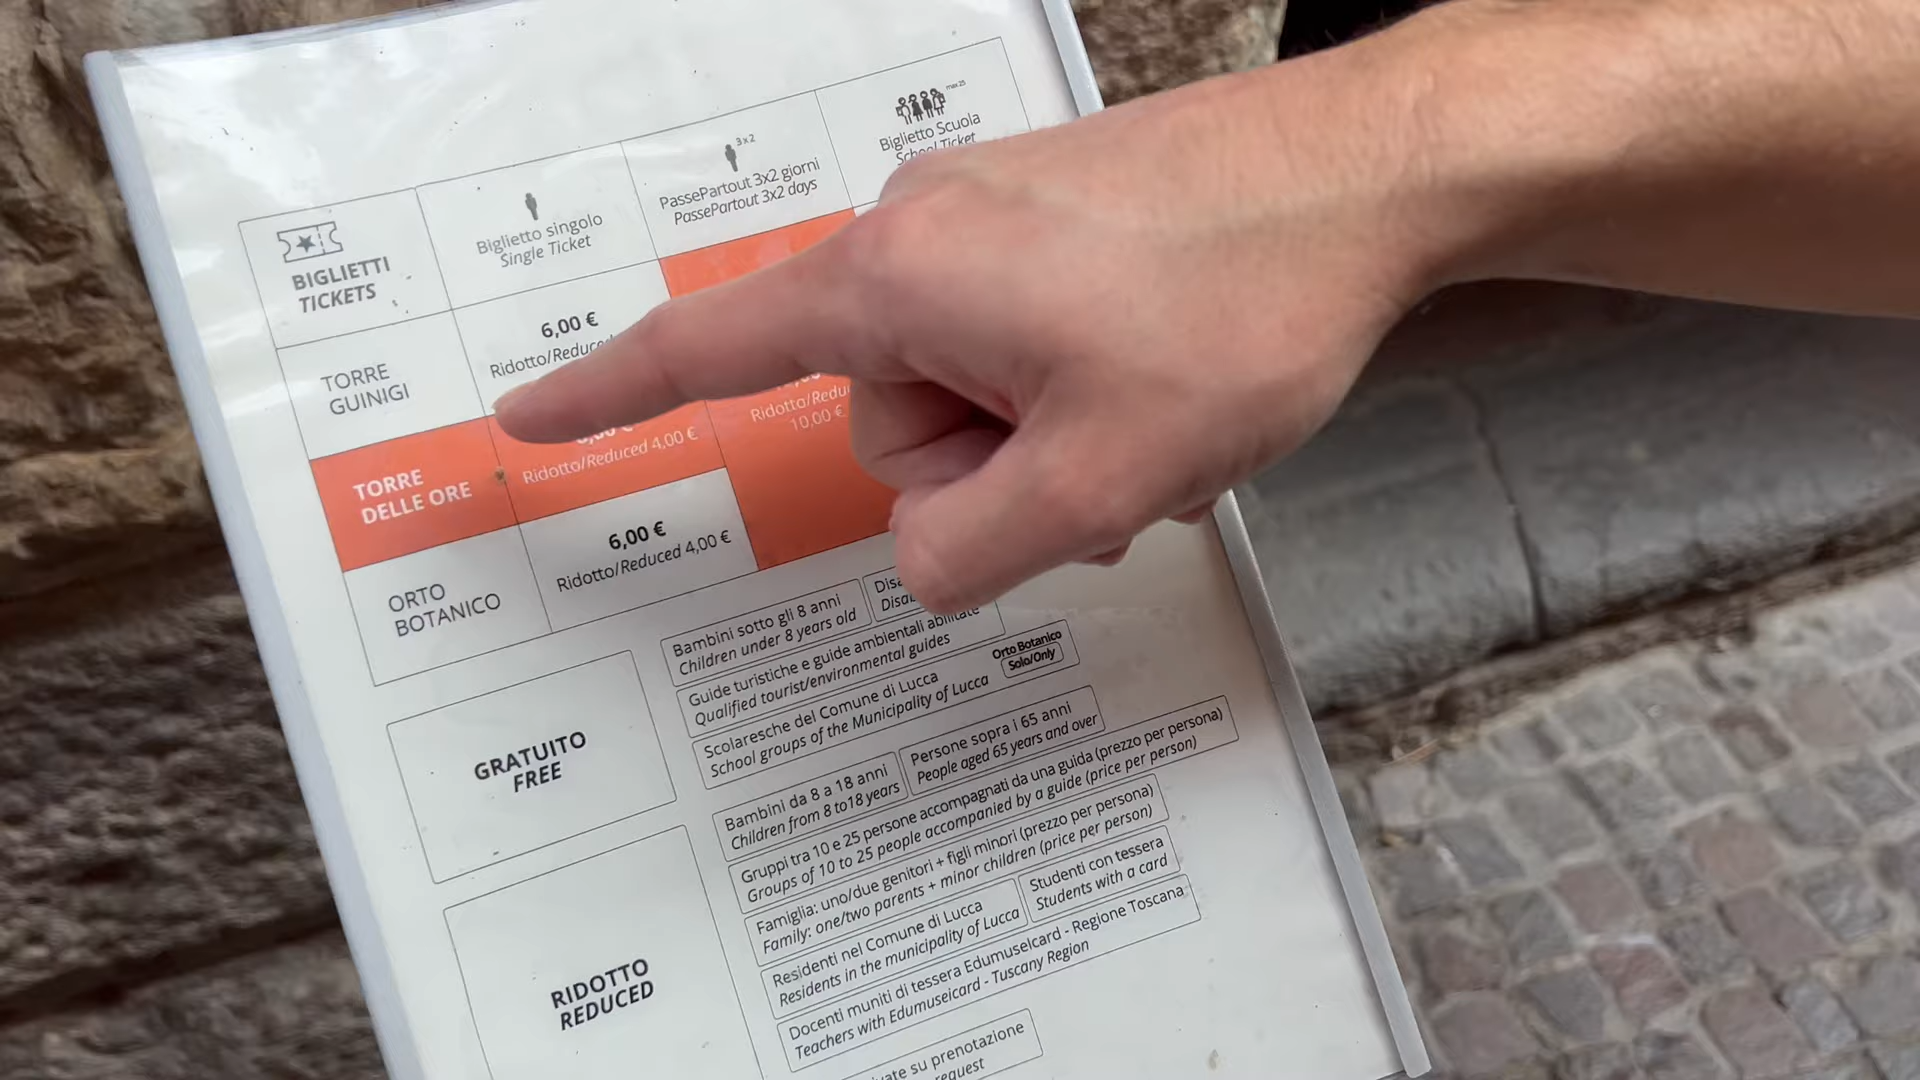 max 25
Biglietto Scuola
School Ticket
3x2
PassePartout 3x2 giorni
PassePartout 3x2 days
Biglietto singolo
Single Ticket
BIGLIETTI
TICKETS
TORRE
GUINIGI
6,00 €
Ridotto/Reduced
TORRE
DELLE ORE
Ridotto/Reduced 4,00 €
10,00 €
ORTO
BOTANICO
6,00 €
Ridotto/Reduced 4,00 €
GRATUITO
FREE
Bambini sotto gli 8 anni
Children under 8 years old
Guide turistiche e guide ambientali abilitate
Qualified tourist/environmental guides
Scolaresche del Comune di Lucca
School groups of the Municipality of Lucca
Orto Botanico
Solo/Only
RIDOTTO
REDUCED
Bambini da 8 a 18 anni
Children from 8 to18 years
Persone sopra i 65 anni
People aged 65 years and over
Gruppi tra 10 e 25 persone accompagnati da una guida (prezzo per persona)
Groups of 10 to 25 people accompanied by a guide (price per person)
Famiglia: uno/due genitori + figli minori (prezzo per persona)
Family: one/two parents + minor children (price per person)
Residenti nel Comune di Lucca
Residents in the municipality of Lucca
Studenti con tessera
Students with a card
Docenti muniti di tessera Edumuseicard - Regione Toscana
Teachers with Edumuseicard - Tuscany Region
su prenotazione
request